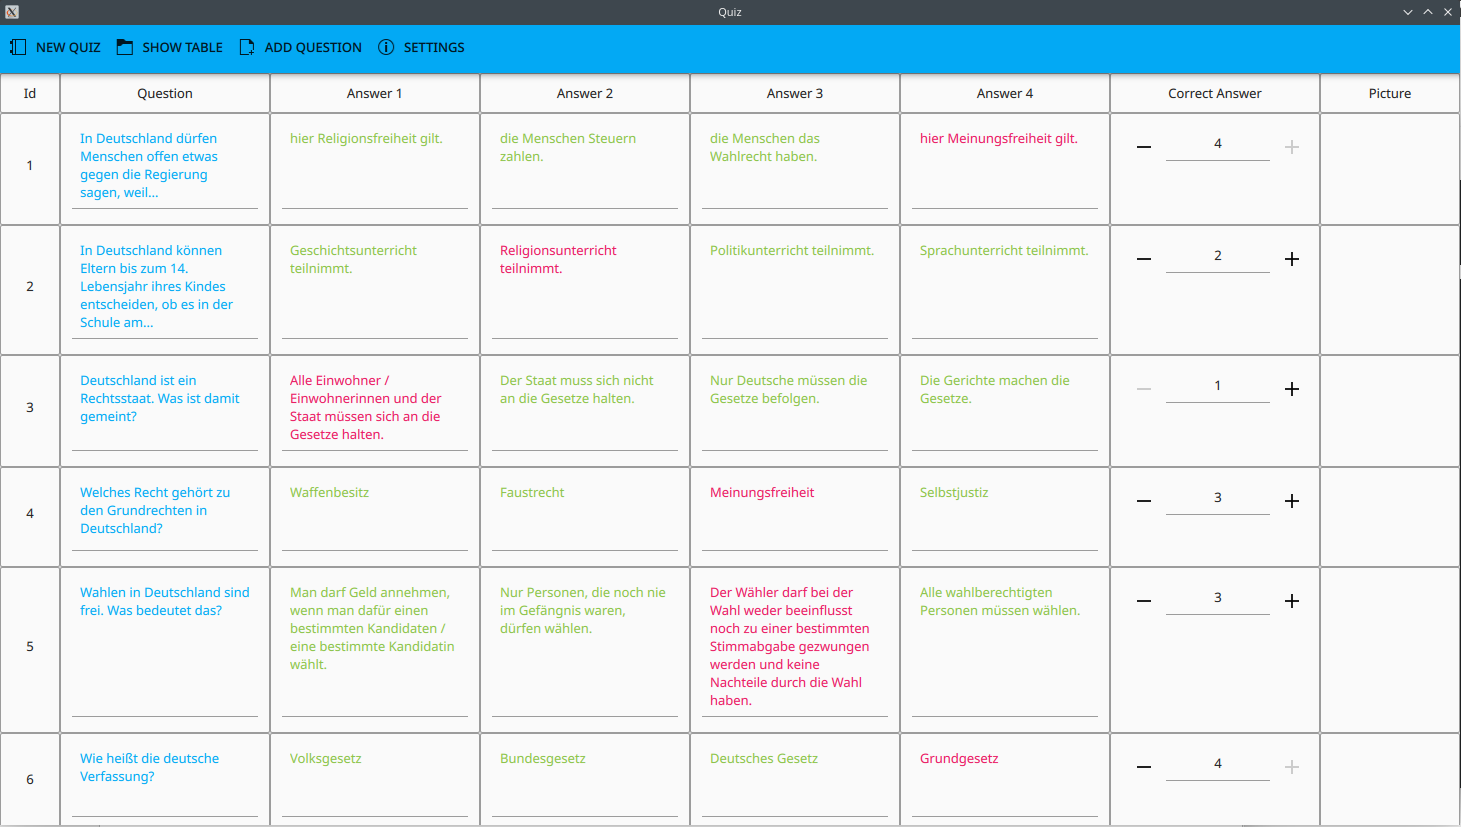 Quiz
NEW QUIZ SHOW TABLE ADD QUESTION SETTINGS
Id Question Answer 1 Answer 2 Answer 3 Answer 4 Correct Answer Picture
1
In Deutschland dürfen
Menschen offen etwas
gegen die Regierung
sagen, weil...
hier Religionsfreiheit gilt.
die Menschen Steuern
zahlen.
die Menschen das
Wahlrecht haben.
hier Meinungsfreiheit gilt.
4
2
In Deutschland können
Eltern bis zum 14.
Lebensjahr ihres Kindes
entscheiden, ob es in der
Schule am...
Geschichtsunterricht
teilnimmt.
Religionsunterricht
teilnimmt.
Politikunterricht teilnimmt.
Sprachunterricht teilnimmt.
2
3
Deutschland ist ein
Rechtsstaat. Was ist damit
gemeint?
Alle Einwohner /
Einwohnerinnen und der
Staat müssen sich an die
Gesetze halten.
Der Staat muss sich nicht
an die Gesetze halten.
Nur Deutsche müssen die
Gesetze befolgen.
Die Gerichte machen die
Gesetze.
1
4
Welches Recht gehört zu
den Grundrechten in
Deutschland?
Waffenbesitz
Faustrecht
Meinungsfreiheit
Selbstjustiz
3
5
Wahlen in Deutschland sind
frei. Was bedeutet das?
Man darf Geld annehmen,
wenn man dafür einen
bestimmten Kandidaten /
eine bestimmte Kandidatin
wählt.
Nur Personen, die noch nie
im Gefängnis waren,
dürfen wählen.
Der Wähler darf bei der
Wahl weder beeinflusst
noch zu einer bestimmten
Stimmabgabe gezwungen
werden und keine
Nachteile durch die Wahl
haben.
Alle wahlberechtigten
Personen müssen wählen.
3
6
Wie heißt die deutsche
Verfassung?
Volksgesetz
Bundesgesetz
Deutsches Gesetz
Grundgesetz
4